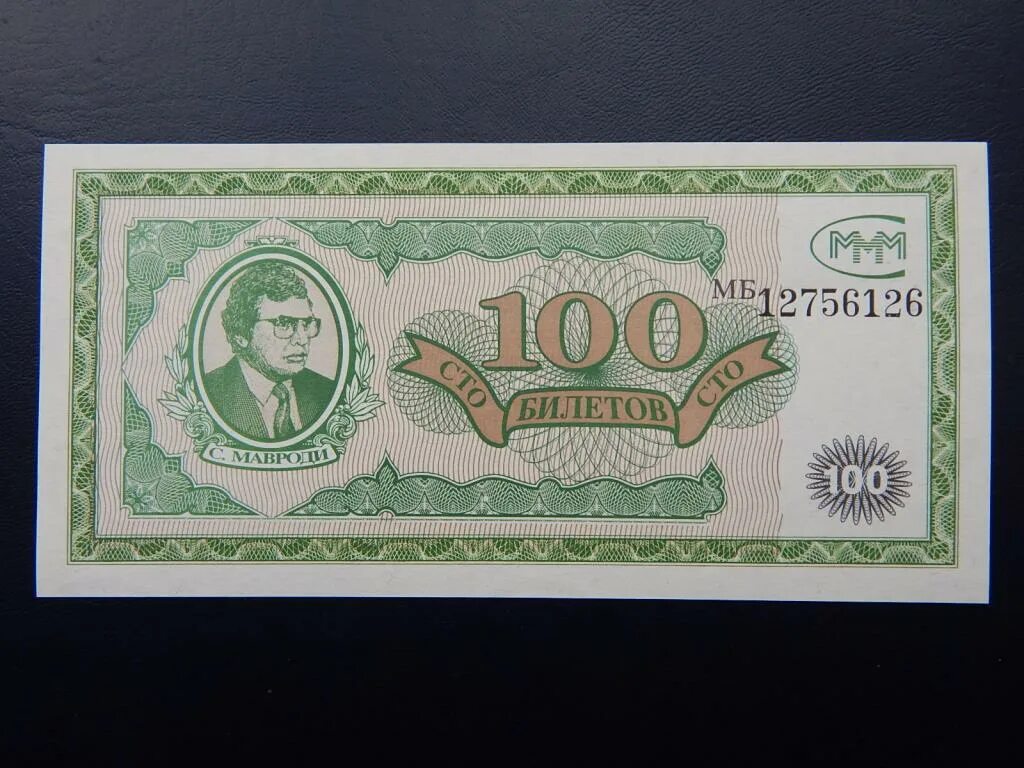 МММ
МБ12756126
100
СТО БИЛЕТОВ СТО
С. МАВРОДИ
100